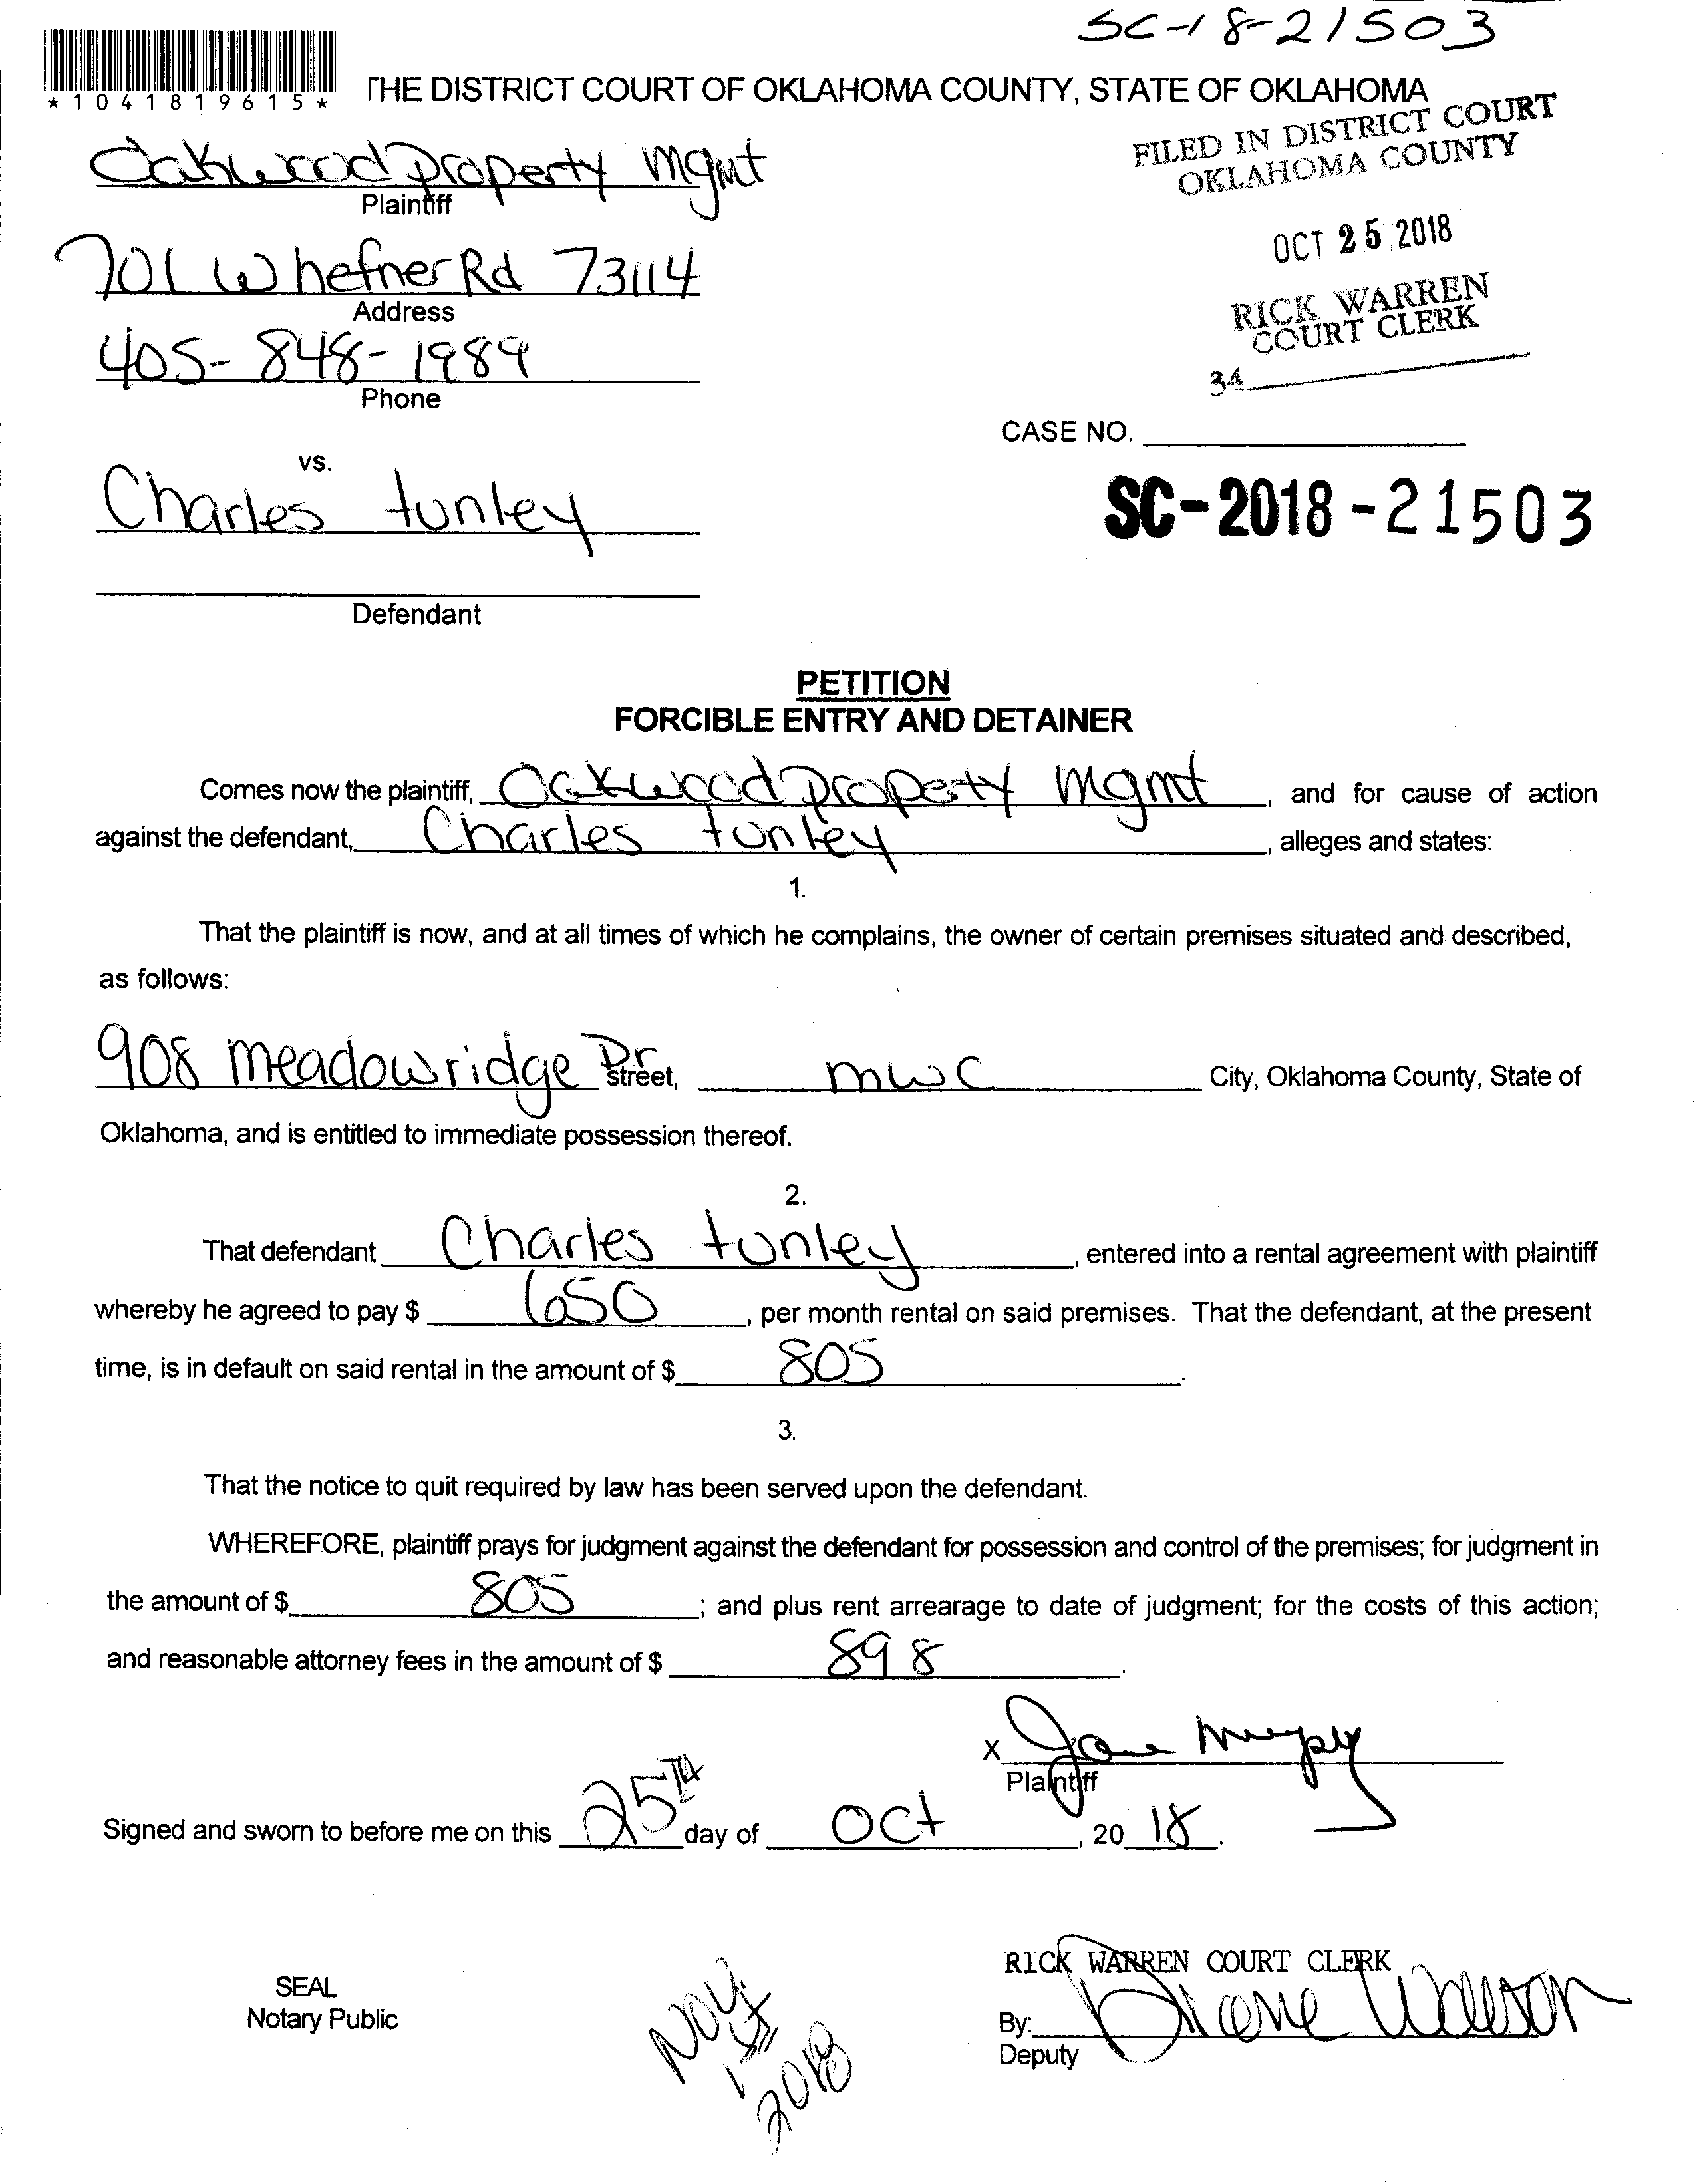 SC-18-21503
*1041819615*
THE DISTRICT COURT OF OKLAHOMA COUNTY, STATE OF OKLAHOMA
FILED IN DISTRICT COURT
OKLAHOMA COUNTY
OCT 25 2018
RICK WARREN
COURT CLERK
34
Oakwood property mgmt
Plaintiff
701 W hefner Rd 73114
Address
405-848-1989
Phone
CASE NO.
SC-2018-21503
vs.
Charles tunley
Defendant
PETITION
FORCIBLE ENTRY AND DETAINER
Comes now the plaintiff, Oakwood property mgmt, and for cause of action
against the defendant, Charles tunley, alleges and states:
1.
That the plaintiff is now, and at all times of which he complains, the owner of certain premises situated and described,
as follows:
908 Meadowridge Dr Street, mwc City, Oklahoma County, State of
Oklahoma, and is entitled to immediate possession thereof.
2.
That defendant Charles tunley, entered into a rental agreement with plaintiff
whereby he agreed to pay $ 650, per month rental on said premises. That the defendant, at the present
time, is in default on said rental in the amount of $ 805.
3.
That the notice to quit required by law has been served upon the defendant.
WHEREFORE, plaintiff prays for judgment against the defendant for possession and control of the premises; for judgment in
the amount of $ 805; and plus rent arrearage to date of judgment; for the costs of this action;
and reasonable attorney fees in the amount of $ 898.
x Jane Murphy
Plaintiff
Signed and sworn to before me on this 25TH day of Oct, 20 18.
SEAL
Notary Public
Nov
1st
2018
RICK WARREN COURT CLERK
By: Diane Wilson
Deputy